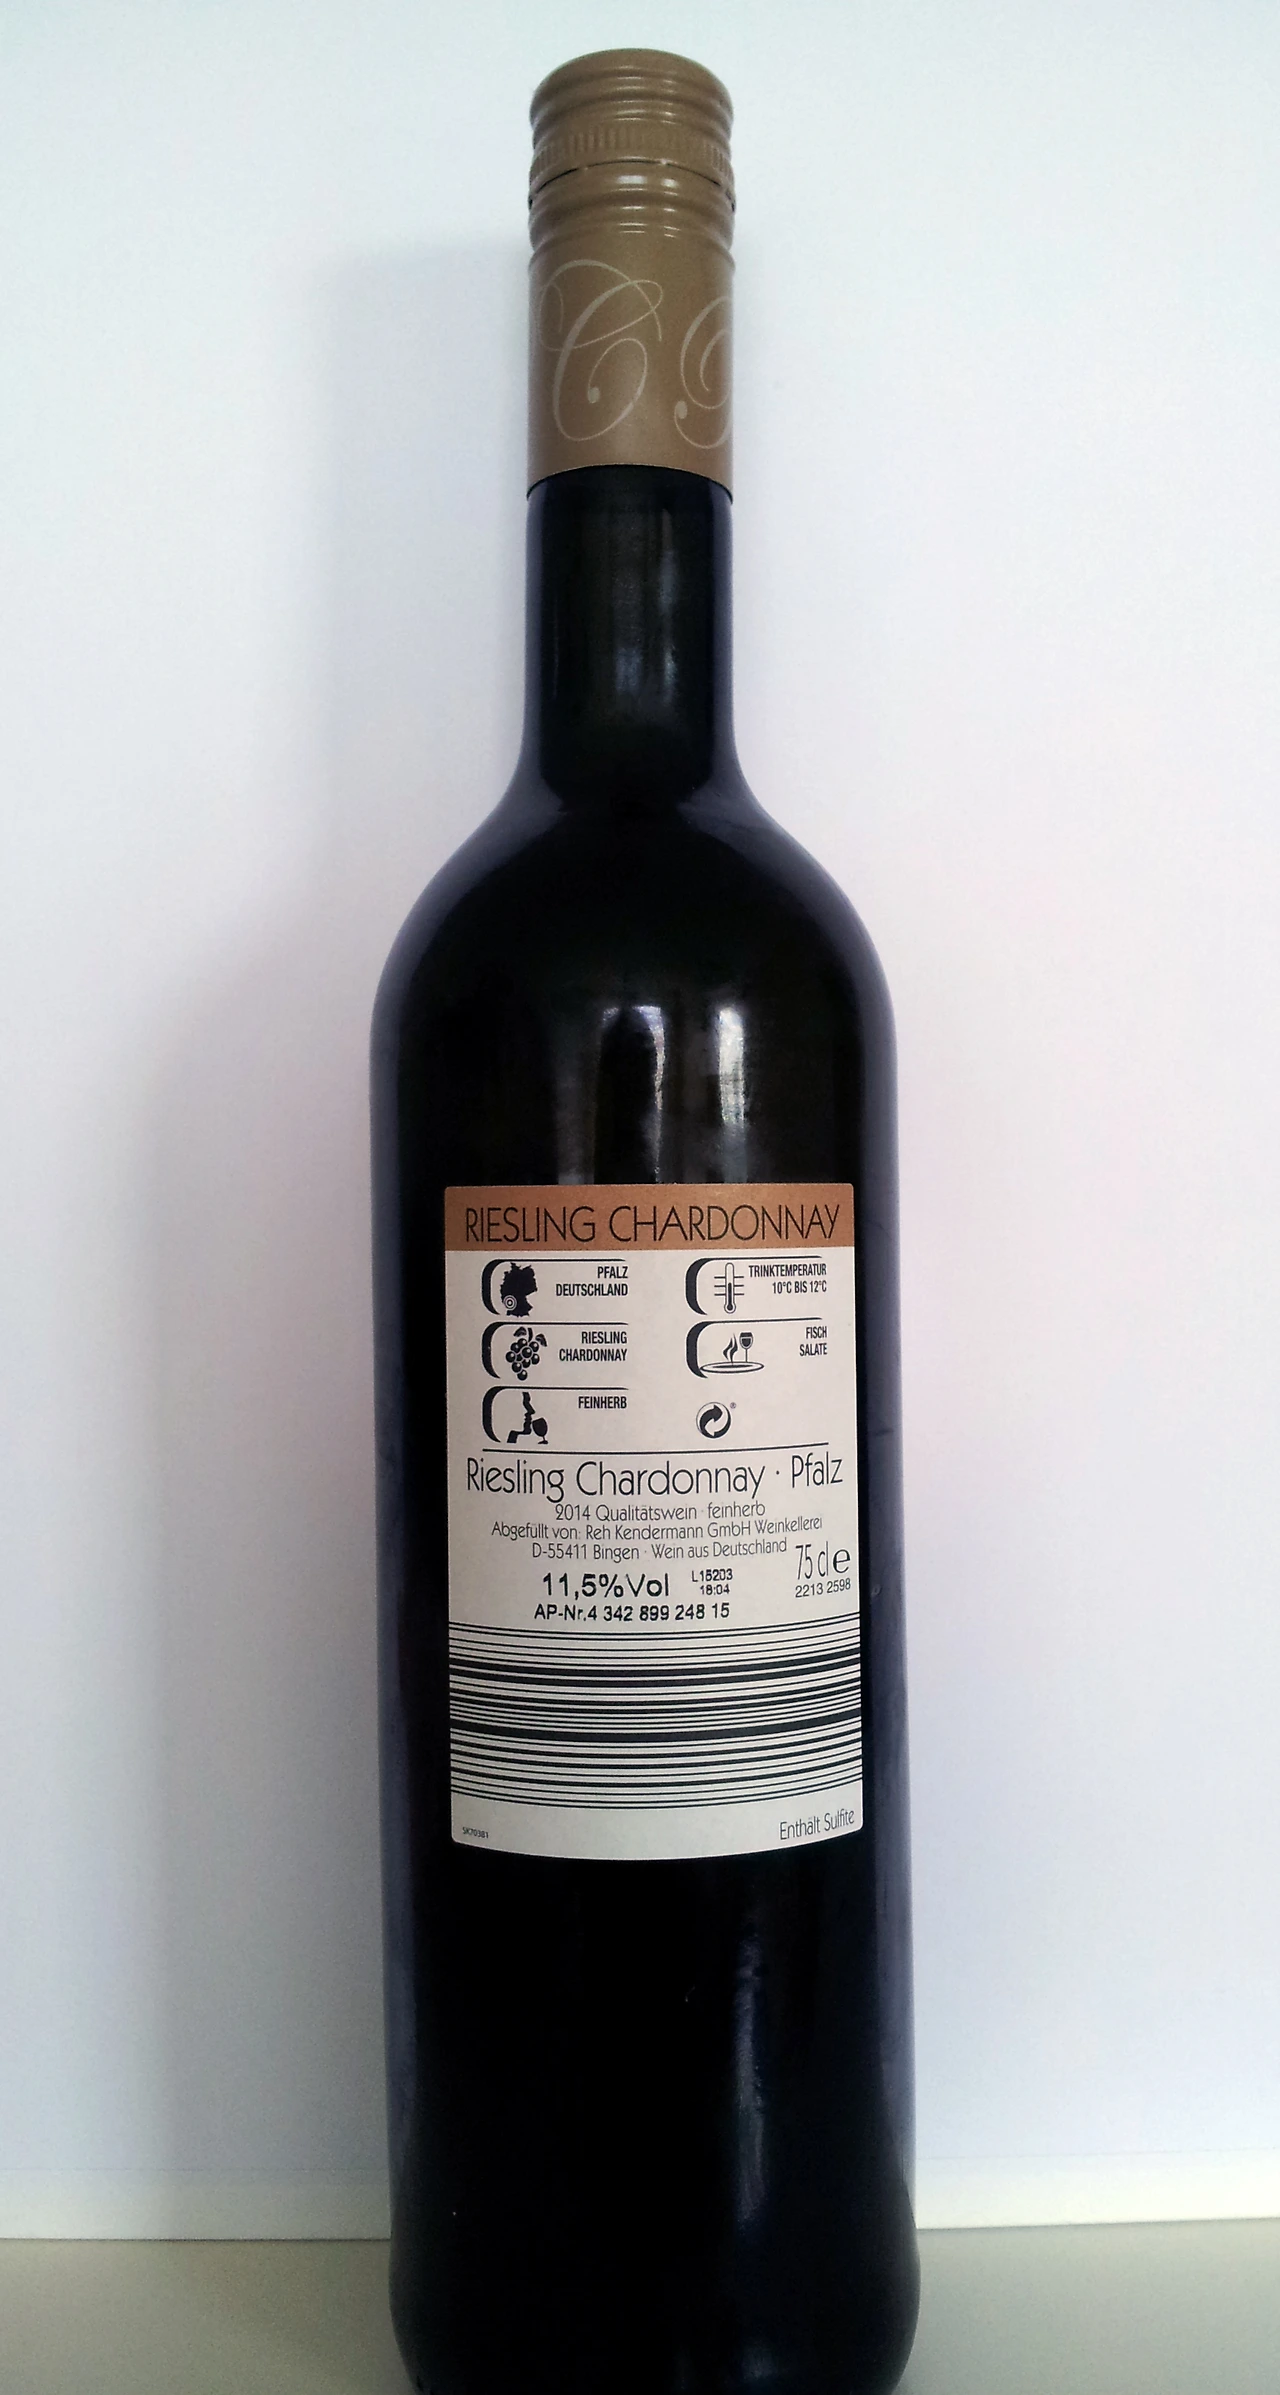 C
RIESLING CHARDONNAY
PFALZ
DEUTSCHLAND
TRINKTEMPERATUR
10°C BIS 12°C
RIESLING
CHARDONNAY
FISCH
SALATE
FEINHERB
®
Riesling Chardonnay · Pfalz
2014 Qualitätswein · feinherb
Abgefüllt von: Reh Kendermann GmbH Weinkellerei
D-55411 Bingen · Wein aus Deutschland
75 cl e
11,5%Vol
L15203
18:04
2213 2598
AP-Nr.4 342 899 248 15
SK70381
Enthält Sulfite